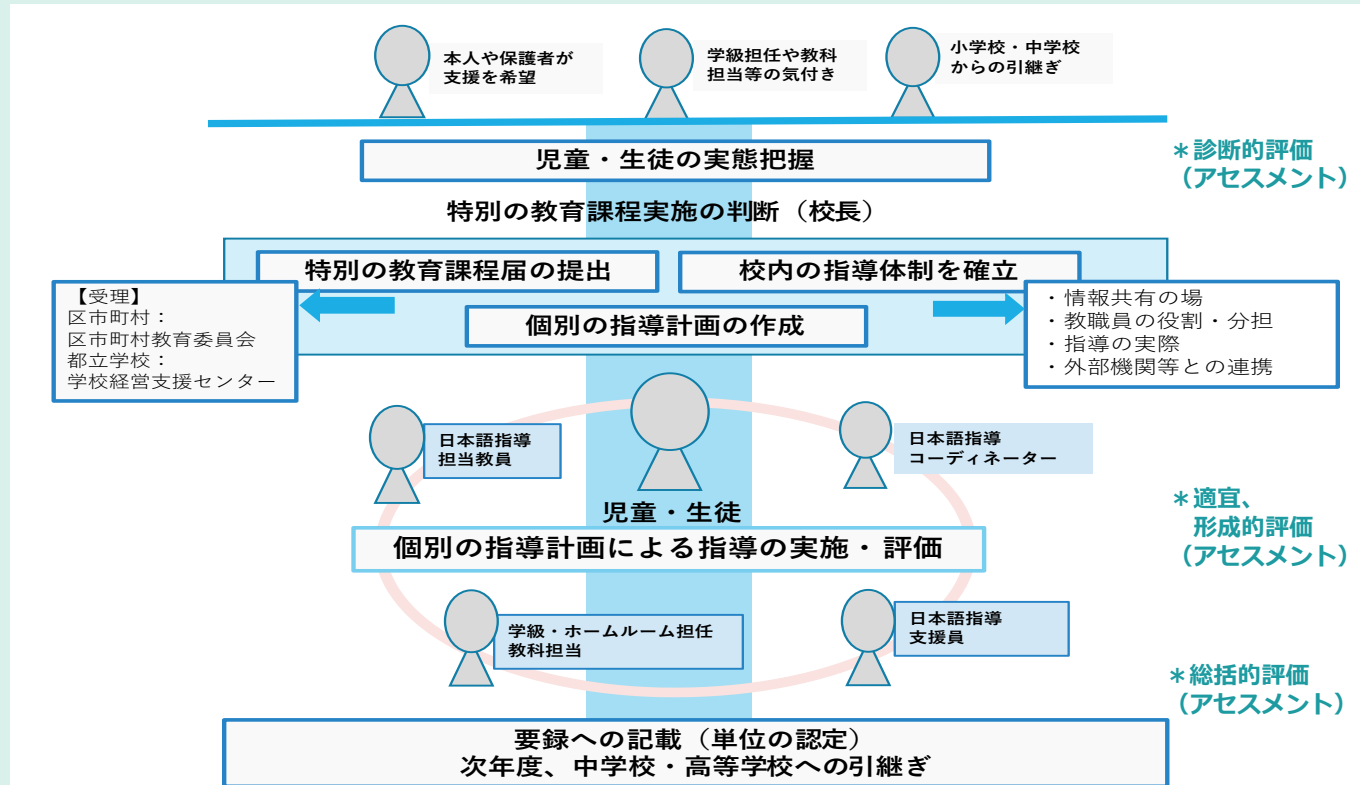 本人や保護者が
支援を希望
学級担任や教科
担当等の気付き
小学校・中学校
からの引継ぎ
児童・生徒の実態把握
＊診断的評価
（アセスメント）
特別の教育課程実施の判断（校長）
特別の教育課程届の提出
校内の指導体制を確立
【受理】
区市町村：
区市町村教育委員会
都立学校：
学校経営支援センター
個別の指導計画の作成
・情報共有の場
・教職員の役割・分担
・指導の実際
・外部機関等との連携
日本語指導
担当教員
日本語指導
コーディネーター
児童・生徒
個別の指導計画による指導の実施・評価
＊適宜、
形成的評価
（アセスメント）
学級・ホームルーム担任
教科担当
日本語指導
支援員
＊総括的評価
（アセスメント）
要録への記載（単位の認定）
次年度、中学校・高等学校への引継ぎ